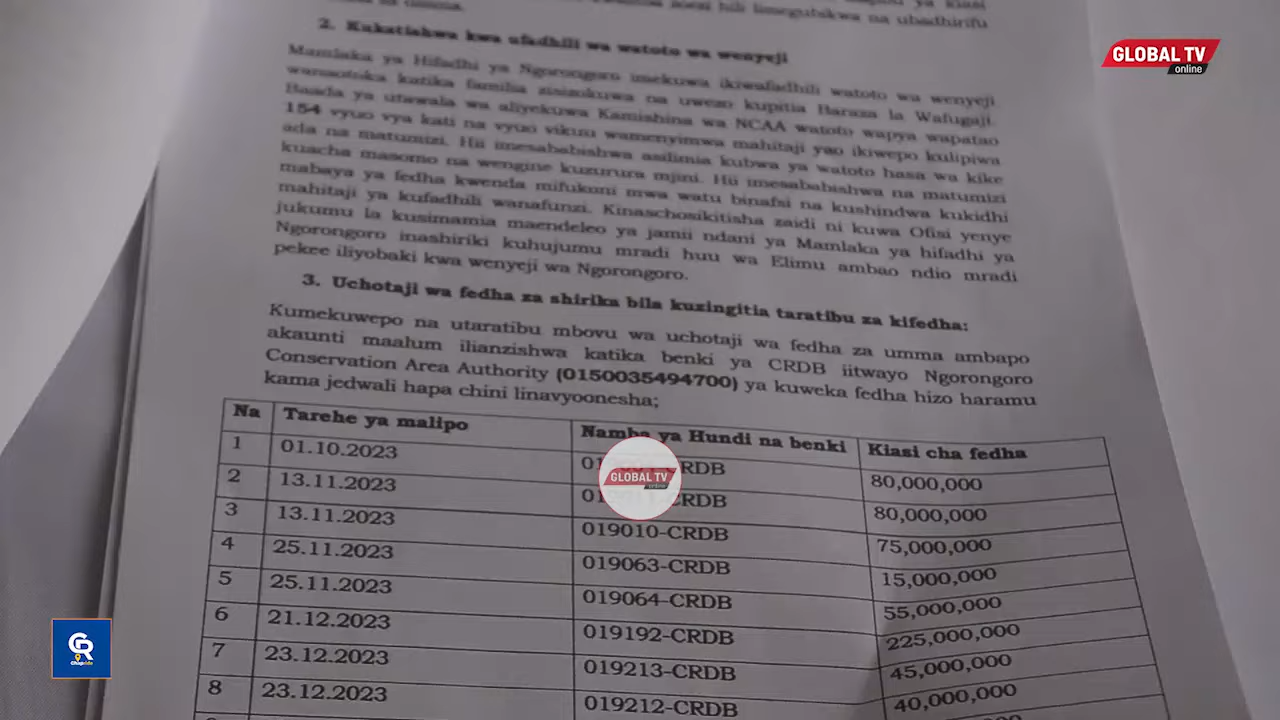 2. Kukatishwa kwa ufadhili wa watoto wa wenyeji
Mamlaka ya Hifadhi ya Ngorongoro imekuwa ikiwafadhili watoto wa wenyeji
wanaotoka katika familia zisizokuwa na uwezo kupitia Baraza la Wafugaji.
Baada ya utawala wa aliyekuwa Kamishina wa NCAA watoto wapya wapatao
154 vyuo vya kati na vyuo vikuu wamenyimwa mahitaji yao ikiwepo kulipiwa
ada na matumizi. Hii imesababishwa asilimia kubwa ya watoto hasa wa kike
kuacha masomo na wengine kuzurura mjini. Hii imesababishwa na matumizi
mabaya ya fedha kwenda mifukoni mwa watu binafsi na kushindwa kukidhi
mahitaji ya kufadhili wanafunzi. Kinaschosikitisha zaidi ni kuwa Ofisi yenye
jukumu la kusimamia maendeleo ya jamii ndani ya Mamlaka ya hifadhi ya
Ngorongoro inashiriki kuhujumu mradi huu wa Elimu ambao ndio mradi
pekee iliyobaki kwa wenyeji wa Ngorongoro.
3. Uchotaji wa fedha za shirika bila kuzingitia taratibu za kifedha:
Kumekuwepo na utaratibu mbovu wa uchotaji wa fedha za umma ambapo
akaunti maalum ilianzishwa katika benki ya CRDB iitwayo Ngorongoro
Conservation Area Authority (0150035494700) ya kuweka fedha hizo haramu
kama jedwali hapa chini linavyoonesha;
Na Tarehe ya malipo Namba ya Hundi na benki Kiasi cha fedha
1 01.10.2023 CRDB 80,000,000
2 13.11.2023 CRDB 80,000,000
3 13.11.2023 019010-CRDB 75,000,000
4 25.11.2023 019063-CRDB 15,000,000
5 25.11.2023 019064-CRDB 55,000,000
6 21.12.2023 019192-CRDB 225,000,000
7 23.12.2023 019213-CRDB 45,000,000
8 23.12.2023 019212-CRDB 40,000,000
GLOBAL TV
online
GLOBAL TV
online
GR
Chapride